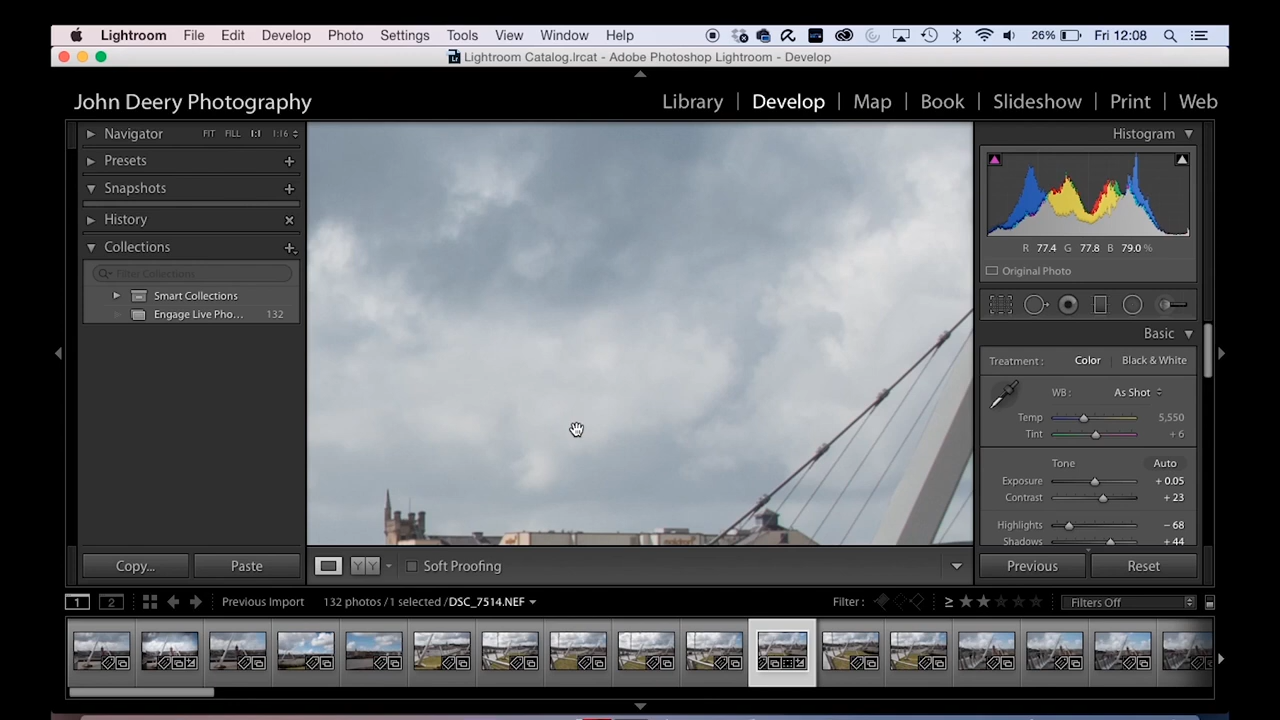 Lightroom File Edit Develop Photo Settings Tools View Window Help 26% Fri 12:08
Lightroom Catalog.lrcat - Adobe Photoshop Lightroom - Develop
John Deery Photography Library | Develop | Map | Book | Slideshow | Print | Web
Navigator FIT FILL 1:1 1:16
Presets
Snapshots
History
Collections
Filter Collections
Smart Collections
Engage Live Pho... 132
Histogram
R 77.4 G 77.8 B 79.0 %
Original Photo
Basic
Treatment : Color Black & White
WB : As Shot
Temp 5,550
Tint + 6
Tone Auto
Exposure + 0.05
Contrast + 23
Highlights − 68
Shadows + 44
Copy... Paste Y Y Soft Proofing Previous Reset
1 2 Previous Import 132 photos / 1 selected / DSC_7514.NEF Filter : ≥ Filters Off